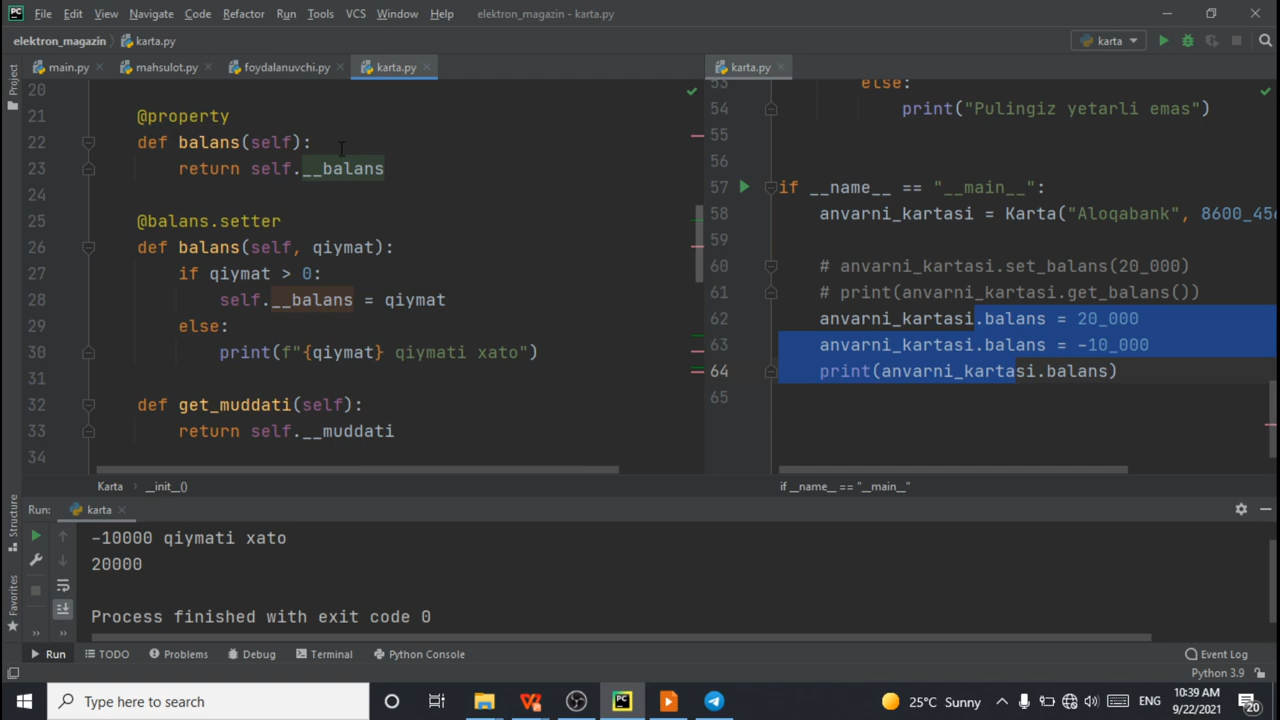 PC File Edit View Navigate Code Refactor Run Tools VCS Window Help elektron_magazin - karta.py
elektron_magazin karta.py karta
main.py mahsulot.py foydalanuvchi.py karta.py karta.py
Project
20
21 @property
22 def balans(self):
23 return self.__balans
24
25 @balans.setter
26 def balans(self, qiymat):
27 if qiymat > 0:
28 self.__balans = qiymat
29 else:
30 print(f"{qiymat} qiymati xato")
31
32 def get_muddati(self):
33 return self.__muddati
34
Karta __init__()
53 else:
54 print("Pulingiz yetarli emas")
55
56
57 if __name__ == "__main__":
58 anvarni_kartasi = Karta("Aloqabank", 8600_456
59
60 # anvarni_kartasi.set_balans(20_000)
61 # print(anvarni_kartasi.get_balans())
62 anvarni_kartasi.balans = 20_000
63 anvarni_kartasi.balans = -10_000
64 print(anvarni_kartasi.balans)
65
if __name__ == "__main__"
Structure
Favorites
Run: karta
-10000 qiymati xato
20000
Process finished with exit code 0
Run TODO Problems Debug Terminal Python Console Event Log
Python 3.9
Type here to search PC 25°C Sunny ENG 10:39 AM
9/22/2021 20